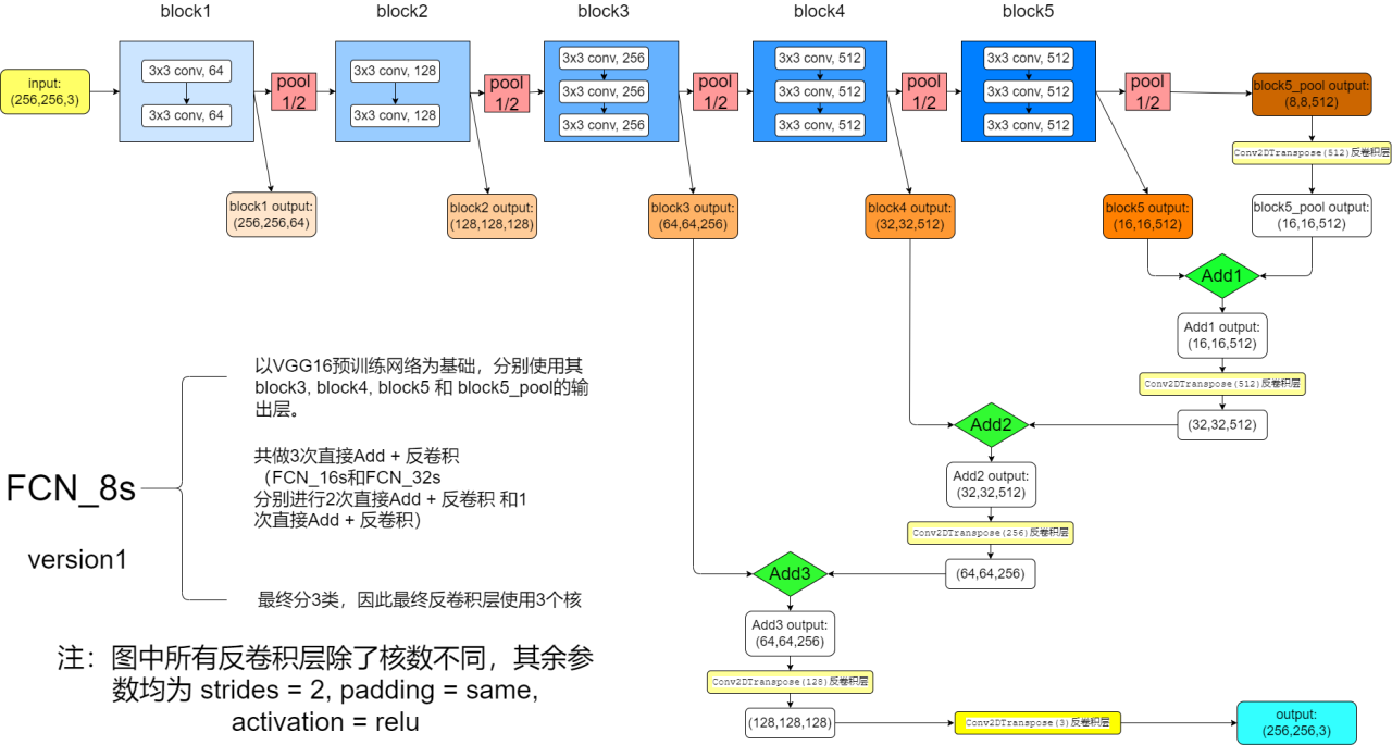 block1
block2
block3
block4
block5
input:
(256,256,3)
3x3 conv, 64
3x3 conv, 64
pool
1/2
3x3 conv, 128
3x3 conv, 128
pool
1/2
3x3 conv, 256
3x3 conv, 256
3x3 conv, 256
pool
1/2
3x3 conv, 512
3x3 conv, 512
3x3 conv, 512
pool
1/2
3x3 conv, 512
3x3 conv, 512
3x3 conv, 512
pool
1/2
block5_pool output:
(8,8,512)
Conv2DTranspose(512)反卷积层
block1 output:
(256,256,64)
block2 output:
(128,128,128)
block3 output:
(64,64,256)
block4 output:
(32,32,512)
block5 output:
(16,16,512)
block5_pool output:
(16,16,512)
Add1
Add1 output:
(16,16,512)
Conv2DTranspose(512)反卷积层
(32,32,512)
Add2
Add2 output:
(32,32,512)
Conv2DTranspose(256)反卷积层
(64,64,256)
Add3
Add3 output:
(64,64,256)
Conv2DTranspose(128)反卷积层
(128,128,128)
Conv2DTranspose(3)反卷积层
output:
(256,256,3)
FCN_8s
version1
以VGG16预训练网络为基础，分别使用其
block3, block4, block5 和 block5_pool的输
出层。
共做3次直接Add + 反卷积
（FCN_16s和FCN_32s
分别进行2次直接Add + 反卷积 和1
次直接Add + 反卷积）
最终分3类，因此最终反卷积层使用3个核
注：图中所有反卷积层除了核数不同，其余参
数均为 strides = 2, padding = same,
activation = relu